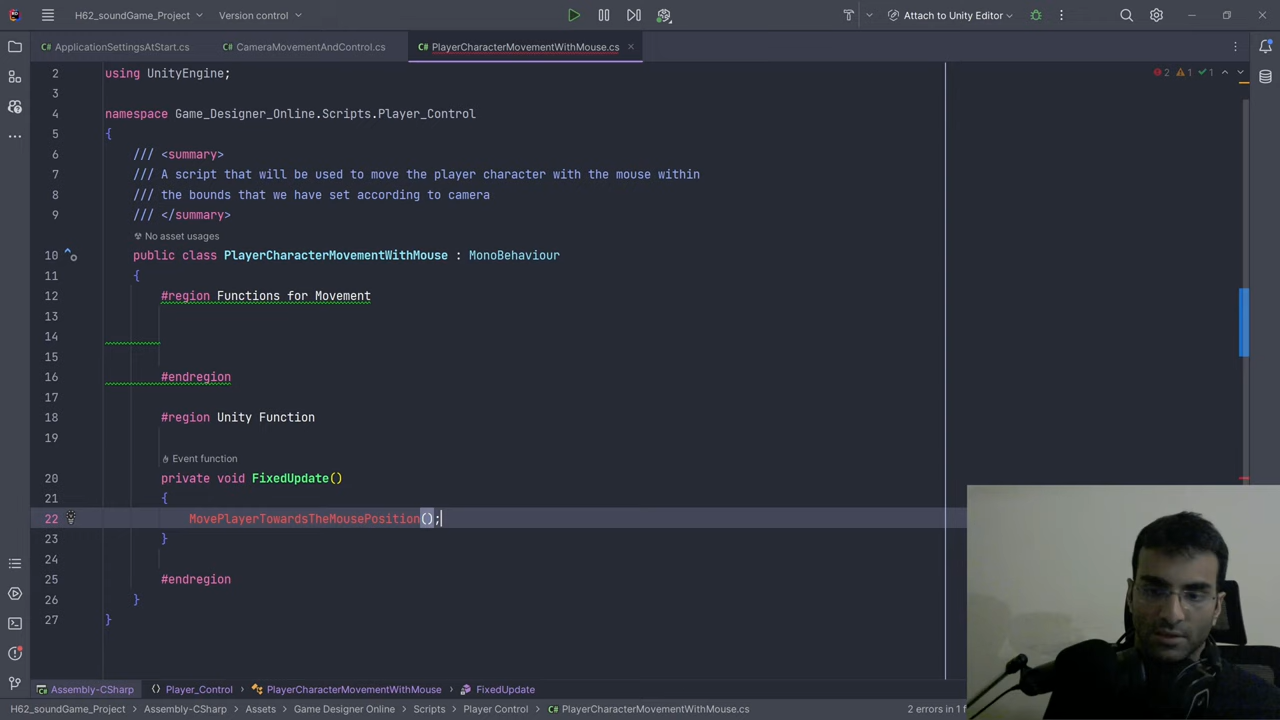 H62_soundGame_Project
Version control
Attach to Unity Editor
ApplicationSettingsAtStart.cs
CameraMovementAndControl.cs
PlayerCharacterMovementWithMouse.cs
2 using UnityEngine;
2 1 1
3
4 namespace Game_Designer_Online.Scripts.Player_Control
5 {
6 /// <summary>
7 /// A script that will be used to move the player character with the mouse within
8 /// the bounds that we have set according to camera
9 /// </summary>
No asset usages
10 public class PlayerCharacterMovementWithMouse : MonoBehaviour
11 {
12 #region Functions for Movement
13
14
15
16 #endregion
17
18 #region Unity Function
19
Event function
20 private void FixedUpdate()
21 {
22 MovePlayerTowardsTheMousePosition();
23 }
24
25 #endregion
26 }
27 }
Assembly-CSharp
Player_Control
PlayerCharacterMovementWithMouse
FixedUpdate
H62_soundGame_Project
Assembly-CSharp
Assets
Game Designer Online
Scripts
Player Control
PlayerCharacterMovementWithMouse.cs
2 errors in 1 f